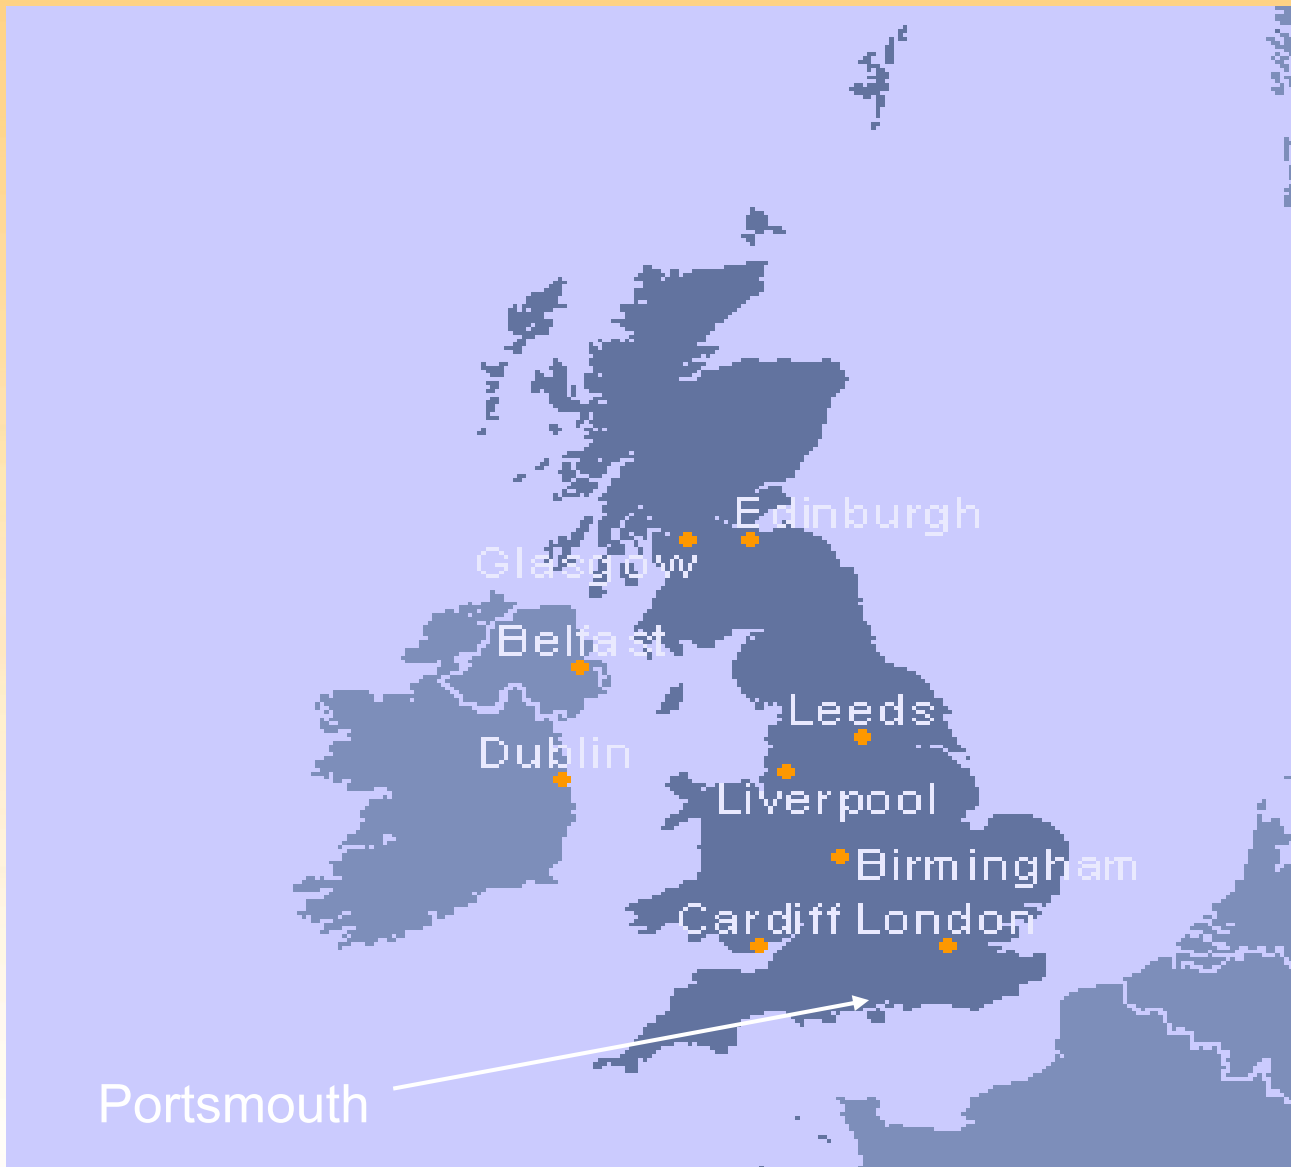 Edinburgh
Glasgow
Belfast
Leeds
Dublin
Liverpool
Birmingham
Cardiff
London
Portsmouth